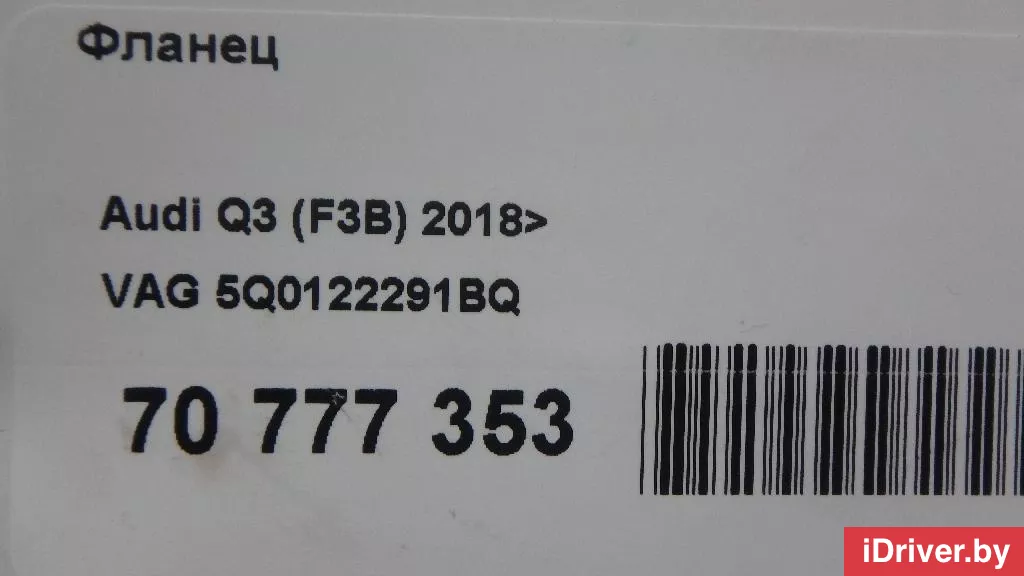 Фланец
Audi Q3 (F3B) 2018>
VAG 5Q0122291BQ
70 777 353
iDriver.by